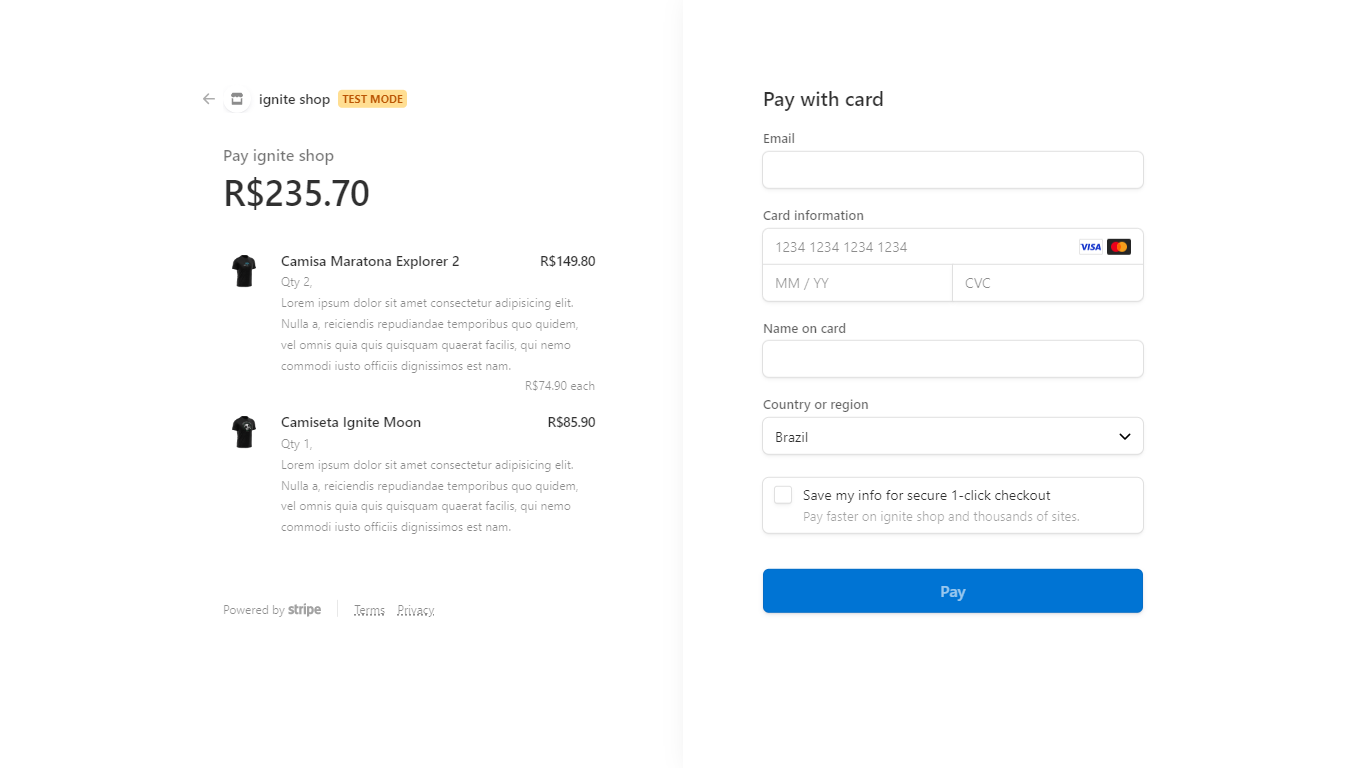 ignite shop TEST MODE
Pay ignite shop
R$235.70
Camisa Maratona Explorer 2 R$149.80
Qty 2,
Lorem ipsum dolor sit amet consectetur adipisicing elit.
Nulla a, reiciendis repudiandae temporibus quo quidem,
vel omnis quia quis quisquam quaerat facilis, qui nemo
commodi iusto officiis dignissimos est nam.
R$74.90 each
Camiseta Ignite Moon R$85.90
Qty 1,
Lorem ipsum dolor sit amet consectetur adipisicing elit.
Nulla a, reiciendis repudiandae temporibus quo quidem,
vel omnis quia quis quisquam quaerat facilis, qui nemo
commodi iusto officiis dignissimos est nam.
Powered by stripe Terms Privacy
Pay with card
Email
Card information
1234 1234 1234 1234 VISA
MM / YY CVC
Name on card
Country or region
Brazil
Save my info for secure 1-click checkout
Pay faster on ignite shop and thousands of sites.
Pay